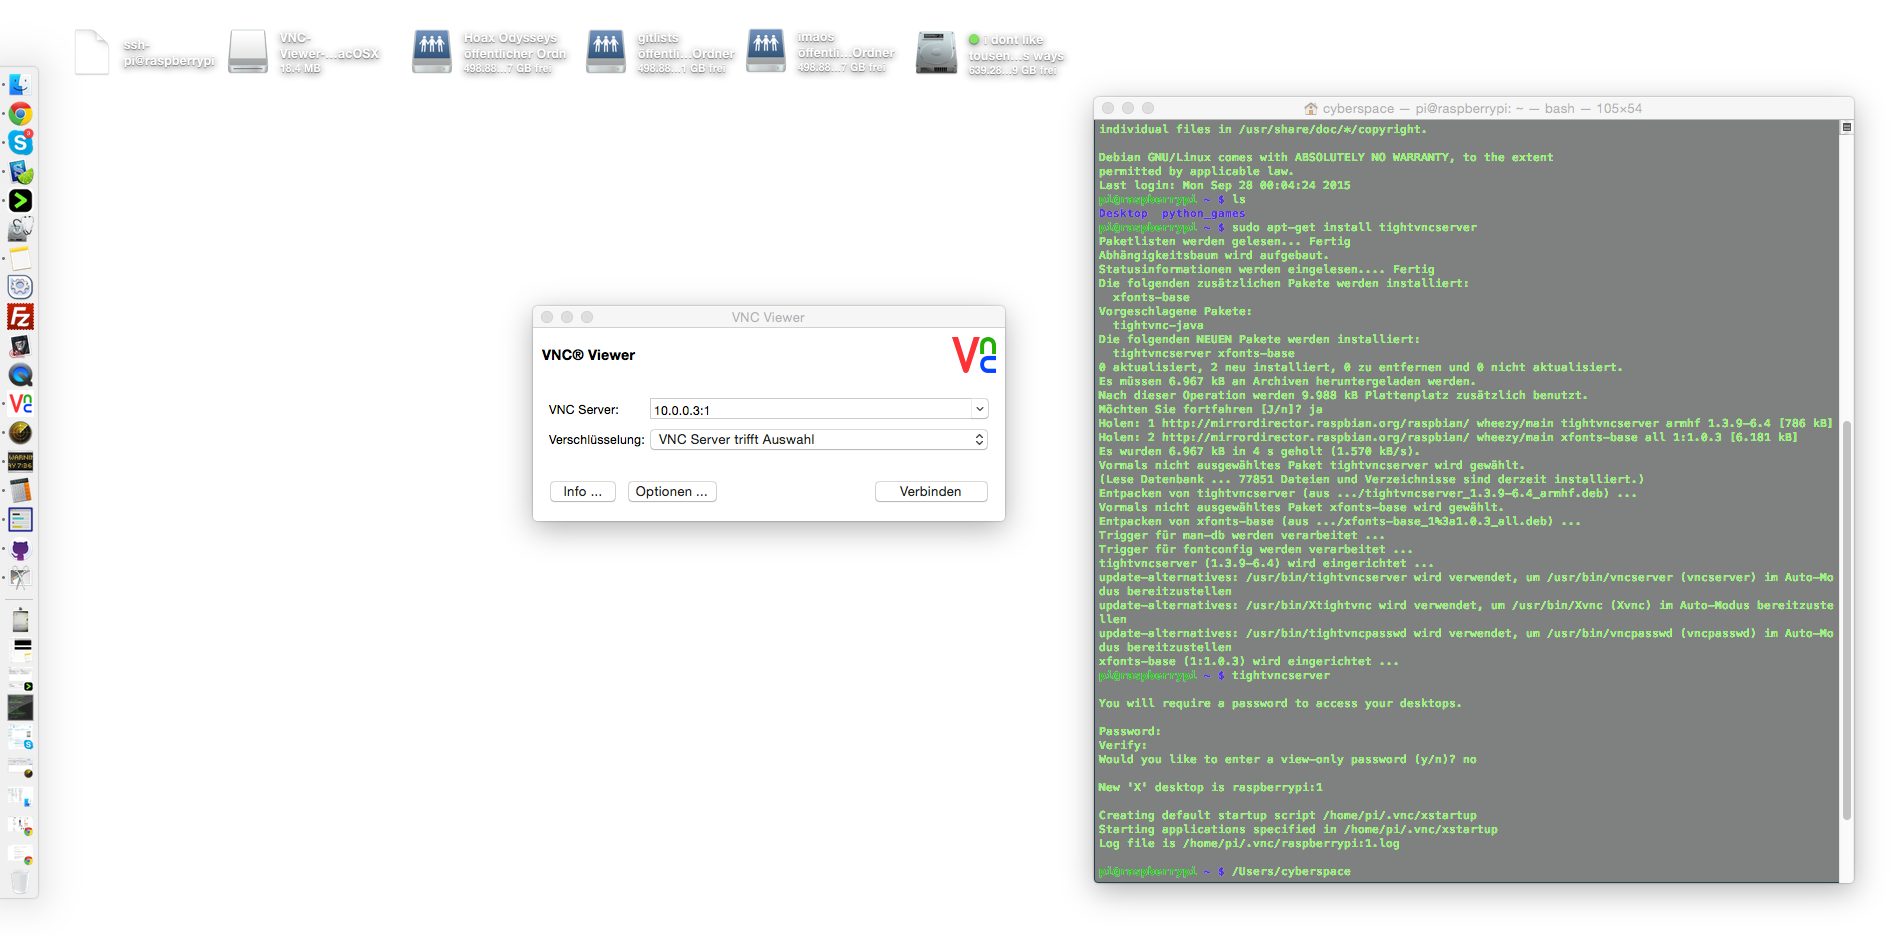 ssh-
pi@raspberrypi
VNC-
Viewer-...acOSX
18.4 MB
Hoax Odysseys
öffentlicher Ordn
498.88...7 GB frei
gitlists
öffentli...Ordner
498.88...1 GB frei
imaos
öffentli...Ordner
498.88...7 GB frei
i dont like
tousen...s ways
639.28...9 GB frei
cyberspace — pi@raspberrypi: ~ — bash — 105×54
individual files in /usr/share/doc/*/copyright.
Debian GNU/Linux comes with ABSOLUTELY NO WARRANTY, to the extent
permitted by applicable law.
Last login: Mon Sep 28 00:04:24 2015
pi@raspberrypi ~ $ ls
Desktop  python_games
pi@raspberrypi ~ $ sudo apt-get install tightvncserver
Paketlisten werden gelesen... Fertig
Abhängigkeitsbaum wird aufgebaut.
Statusinformationen werden eingelesen.... Fertig
Die folgenden zusätzlichen Pakete werden installiert:
  xfonts-base
Vorgeschlagene Pakete:
  tightvnc-java
Die folgenden NEUEN Pakete werden installiert:
  tightvncserver xfonts-base
0 aktualisiert, 2 neu installiert, 0 zu entfernen und 0 nicht aktualisiert.
Es müssen 6.967 kB an Archiven heruntergeladen werden.
Nach dieser Operation werden 9.988 kB Plattenplatz zusätzlich benutzt.
Möchten Sie fortfahren [J/n]? ja
Holen: 1 http://mirrordirector.raspbian.org/raspbian/ wheezy/main tightvncserver armhf 1.3.9-6.4 [786 kB]
Holen: 2 http://mirrordirector.raspbian.org/raspbian/ wheezy/main xfonts-base all 1:1.0.3 [6.181 kB]
Es wurden 6.967 kB in 4 s geholt (1.570 kB/s).
Vormals nicht ausgewähltes Paket tightvncserver wird gewählt.
(Lese Datenbank ... 77851 Dateien und Verzeichnisse sind derzeit installiert.)
Entpacken von tightvncserver (aus .../tightvncserver_1.3.9-6.4_armhf.deb) ...
Vormals nicht ausgewähltes Paket xfonts-base wird gewählt.
Entpacken von xfonts-base (aus .../xfonts-base_1%3a1.0.3_all.deb) ...
Trigger für man-db werden verarbeitet ...
Trigger für fontconfig werden verarbeitet ...
tightvncserver (1.3.9-6.4) wird eingerichtet ...
update-alternatives: /usr/bin/tightvncserver wird verwendet, um /usr/bin/vncserver (vncserver) im Auto-Mo
dus bereitzustellen
update-alternatives: /usr/bin/Xtightvnc wird verwendet, um /usr/bin/Xvnc (Xvnc) im Auto-Modus bereitzuste
llen
update-alternatives: /usr/bin/tightvncpasswd wird verwendet, um /usr/bin/vncpasswd (vncpasswd) im Auto-Mo
dus bereitzustellen
xfonts-base (1:1.0.3) wird eingerichtet ...
pi@raspberrypi ~ $ tightvncserver
You will require a password to access your desktops.
Password:
Verify:
Would you like to enter a view-only password (y/n)? no
New 'X' desktop is raspberrypi:1
Creating default startup script /home/pi/.vnc/xstartup
Starting applications specified in /home/pi/.vnc/xstartup
Log file is /home/pi/.vnc/raspberrypi:1.log
pi@raspberrypi ~ $ /Users/cyberspace
VNC Viewer
VNC® Viewer
VNC
VNC Server:
10.0.0.3:1
Verschlüsselung:
VNC Server trifft Auswahl
Info ...
Optionen ...
Verbinden